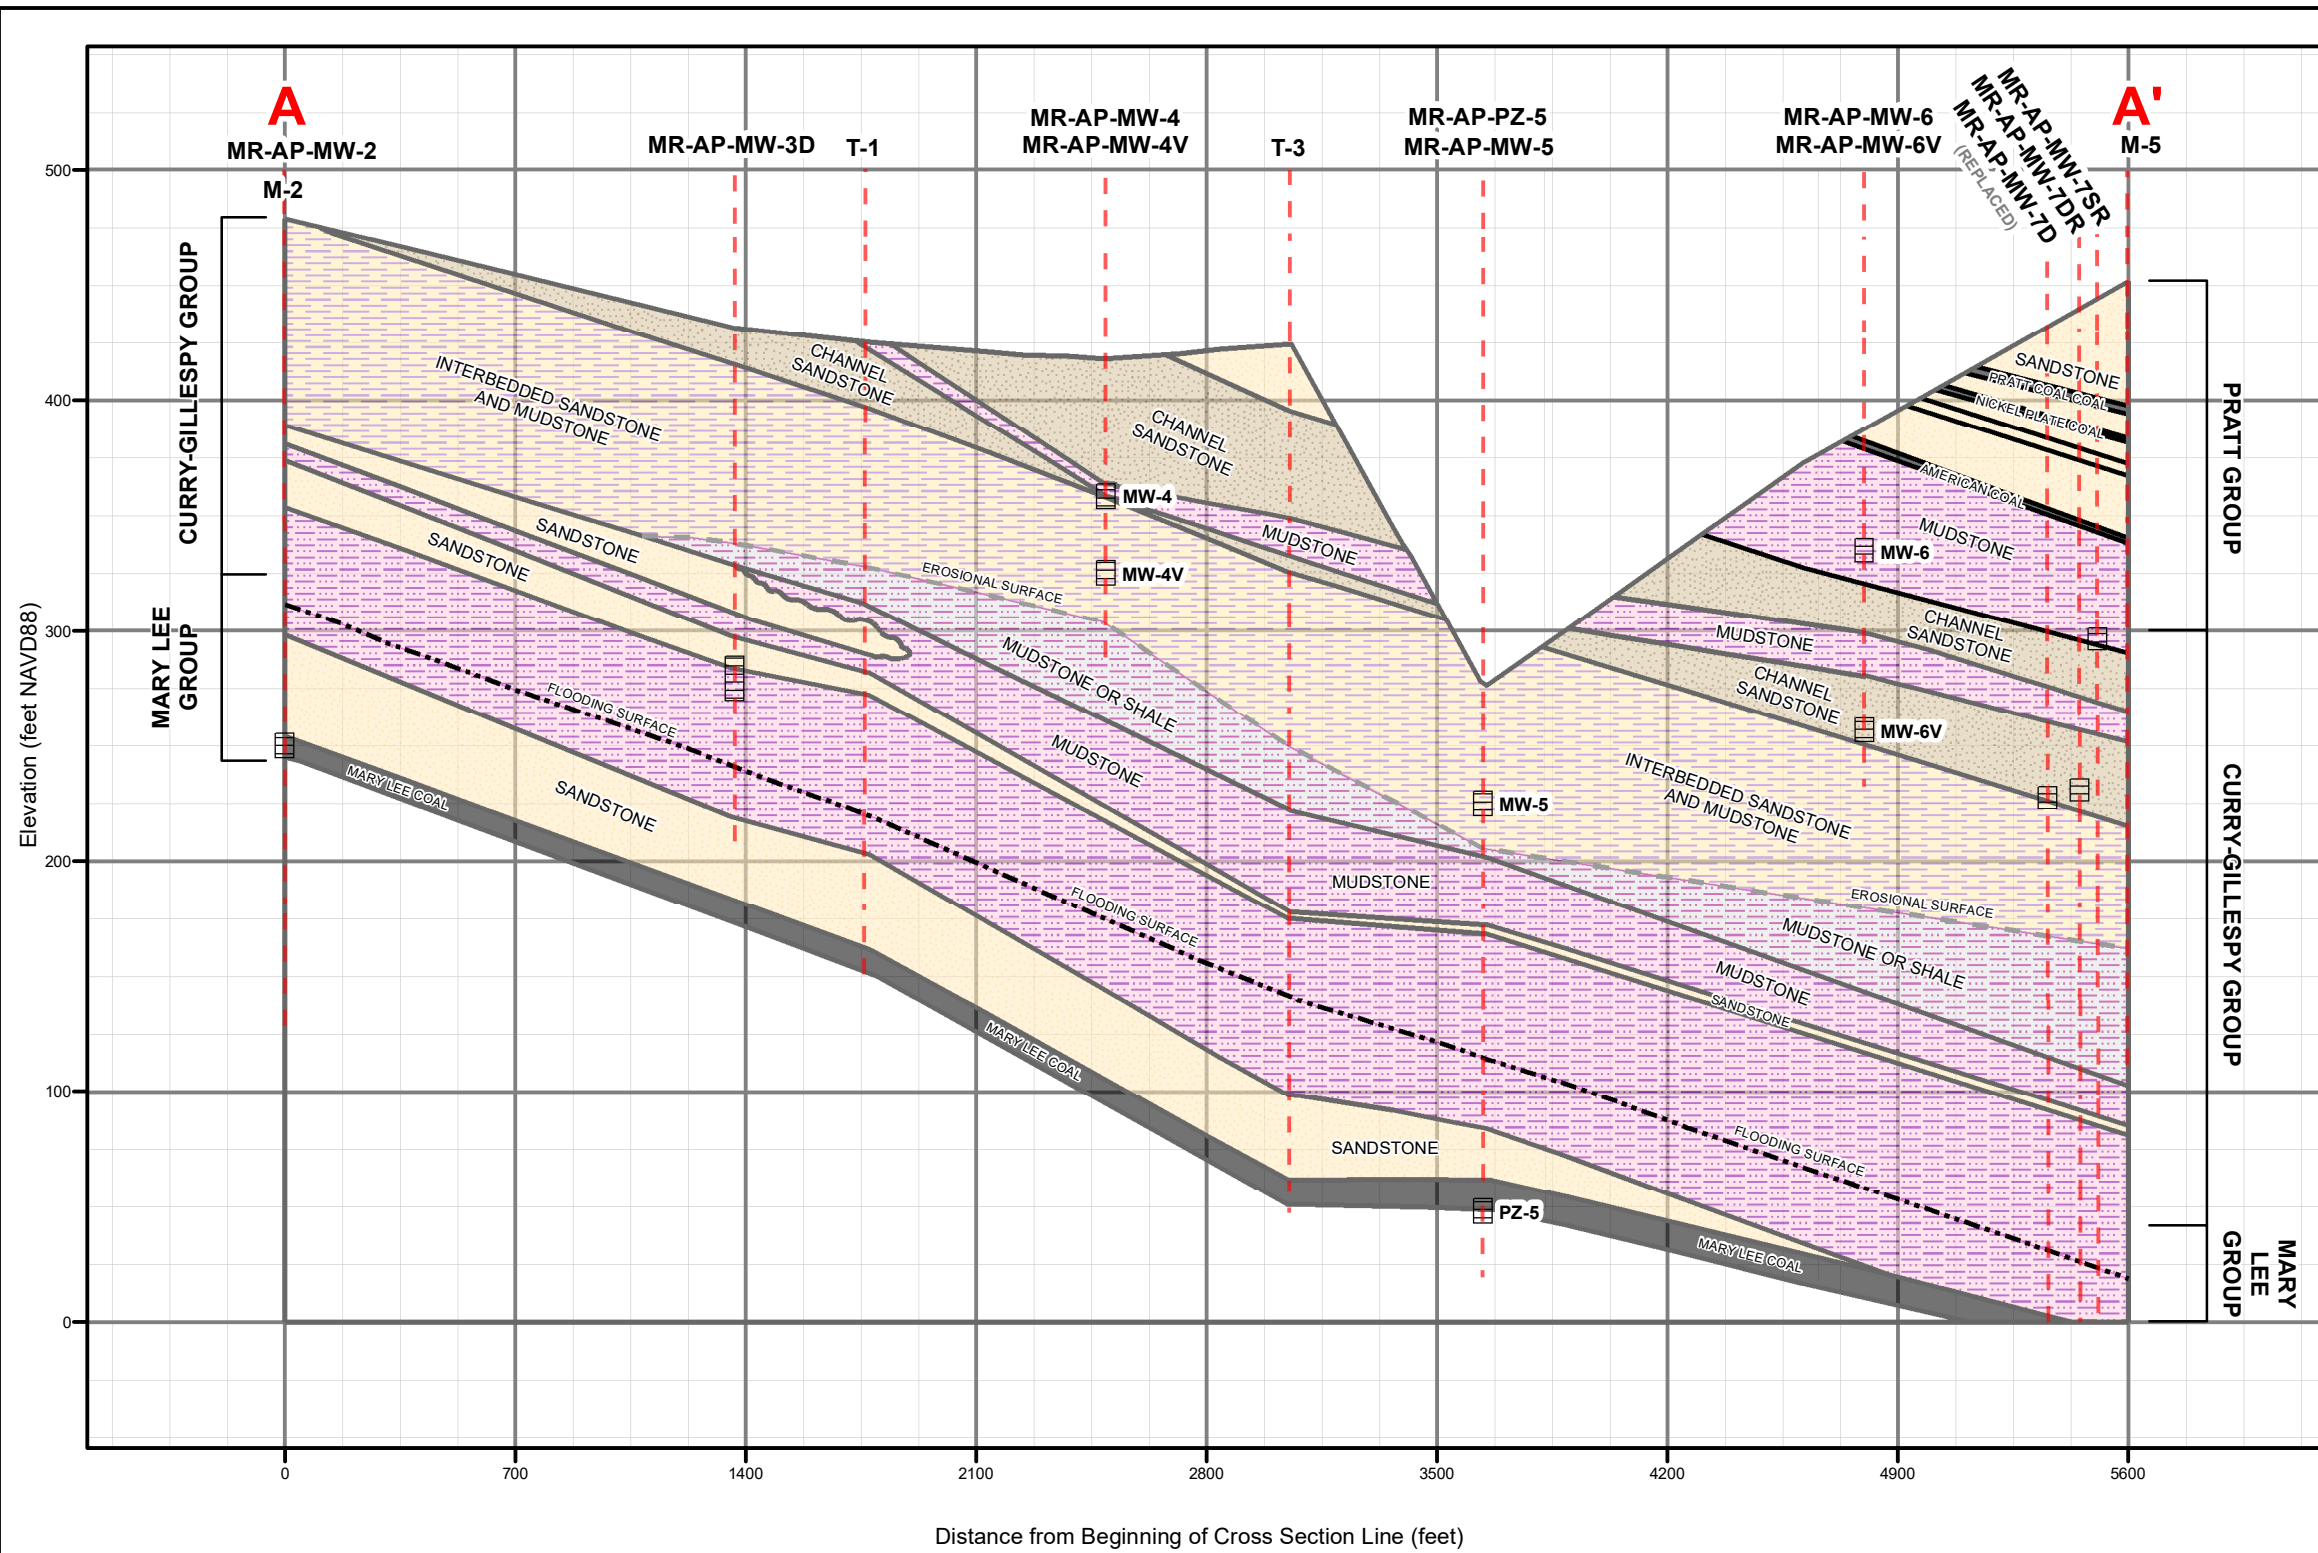 A
A'
MR-AP-MW-2
M-2
MR-AP-MW-3D
T-1
MR-AP-MW-4
MR-AP-MW-4V
T-3
MR-AP-PZ-5
MR-AP-MW-5
MR-AP-MW-6
MR-AP-MW-6V
MR-AP-MW-7SR
MR-AP-MW-7DR
MR-AP-MW-7D
(REPLACED)
M-5
500
400
300
200
100
0
Elevation (feet NAVD88)
CURRY-GILLESPY GROUP
MARY LEE
GROUP
INTERBEDDED SANDSTONE
AND MUDSTONE
CHANNEL
SANDSTONE
CHANNEL
SANDSTONE
SANDSTONE
SANDSTONE
FLOODING SURFACE
MARY LEE COAL
SANDSTONE
EROSIONAL SURFACE
MUDSTONE OR SHALE
MUDSTONE
FLOODING SURFACE
MARY LEE COAL
MW-4
MW-4V
MUDSTONE
MUDSTONE
MW-5
SANDSTONE
PZ-5
SANDSTONE
PRATT COAL COAL
NICKEL PLATE COAL
AMERICAN COAL
MUDSTONE
MW-6
CHANNEL
SANDSTONE
MUDSTONE
CHANNEL
SANDSTONE
MW-6V
INTERBEDDED SANDSTONE
AND MUDSTONE
EROSIONAL SURFACE
MUDSTONE OR SHALE
MUDSTONE
SANDSTONE
FLOODING SURFACE
MARY LEE COAL
PRATT GROUP
CURRY-GILLESPY GROUP
MARY
LEE
GROUP
0
700
1400
2100
2800
3500
4200
4900
5600
Distance from Beginning of Cross Section Line (feet)